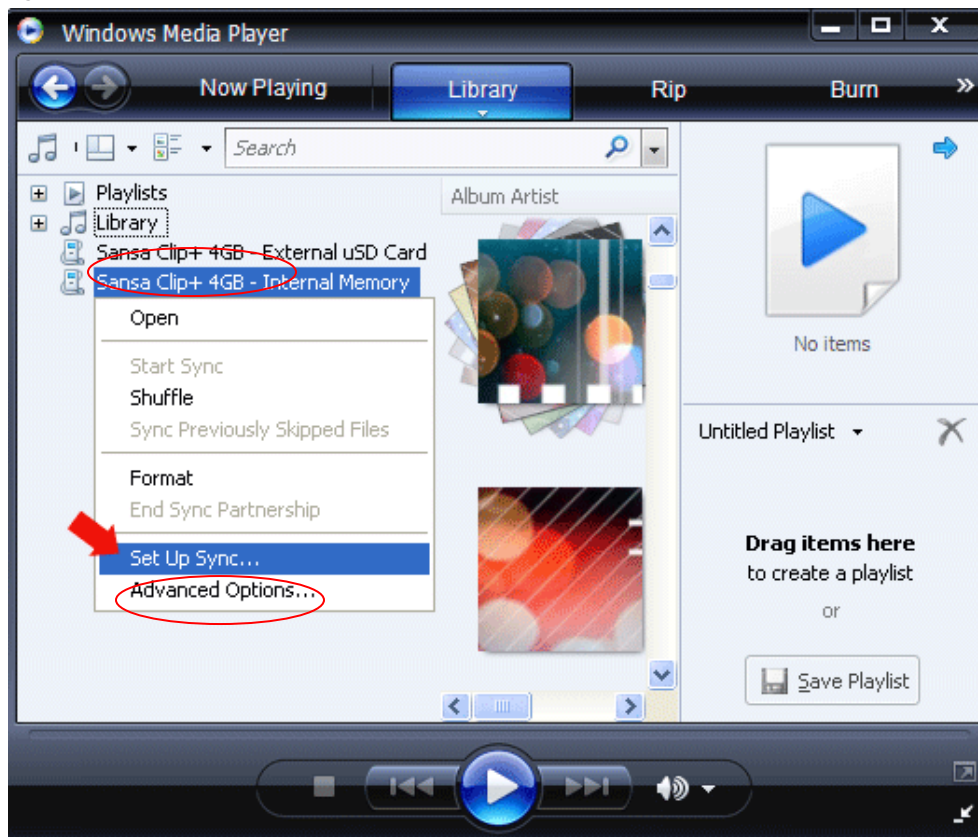 Windows Media Player
Now Playing
Library
Rip
Burn
Search
Playlists
Library
Sansa Clip+ 4GB - External uSD Card
Sansa Clip+ 4GB - Internal Memory
Open
Start Sync
Shuffle
Sync Previously Skipped Files
Format
End Sync Partnership
Set Up Sync...
Advanced Options...
Album Artist
No items
Untitled Playlist
Drag items here
to create a playlist
or
Save Playlist